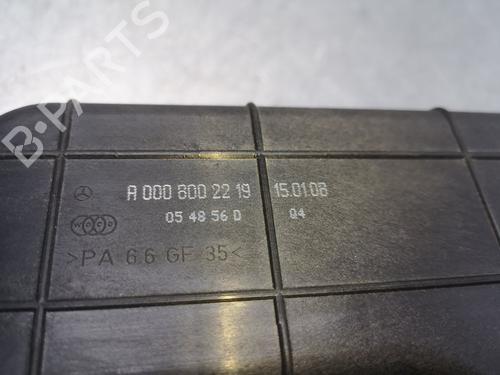 B-PARTS
A 000 800 22 19 15.01.08
05 48 56 D 04
>PA 6.6 GF 35<